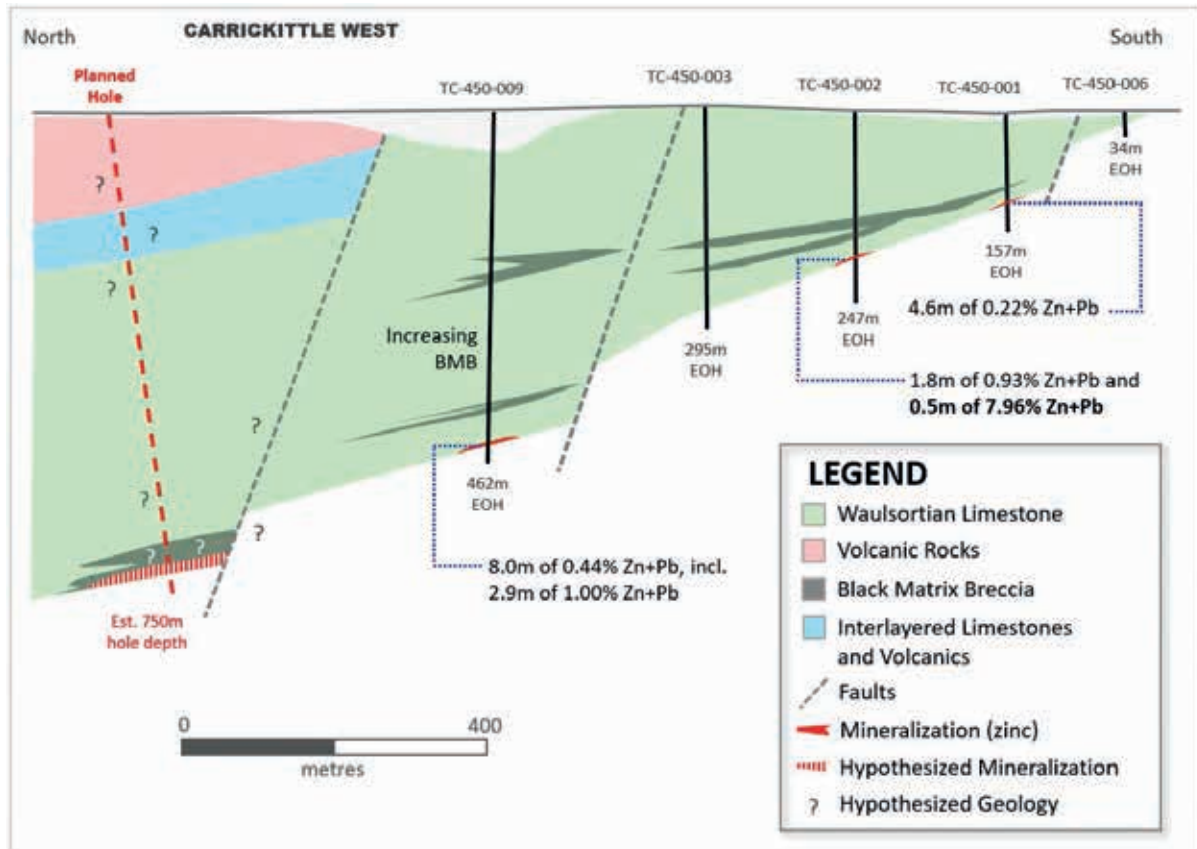 CARRICKITTLE WEST
North
South
Planned
Hole
TC-450-009
TC-450-003
TC-450-002
TC-450-001
TC-450-006
34m
EOH
157m
EOH
4.6m of 0.22% Zn+Pb
247m
EOH
1.8m of 0.93% Zn+Pb and
0.5m of 7.96% Zn+Pb
295m
EOH
Increasing
BMB
462m
EOH
8.0m of 0.44% Zn+Pb, incl.
2.9m of 1.00% Zn+Pb
?
?
?
?
?
?
?
?
Est. 750m
hole depth
0
400
metres
LEGEND
Waulsortian Limestone
Volcanic Rocks
Black Matrix Breccia
Interlayered Limestones
and Volcanics
Faults
Mineralization (zinc)
Hypothesized Mineralization
? Hypothesized Geology